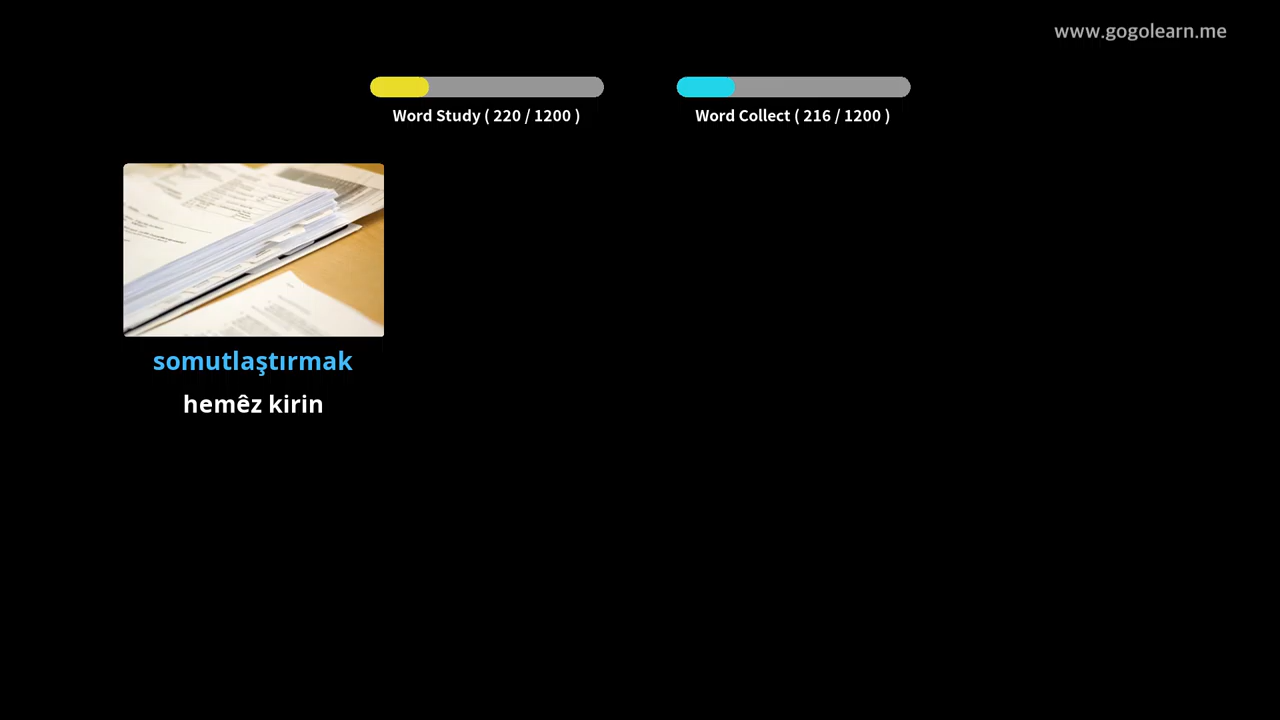 www.gogolearn.me
Word Study ( 220 / 1200 )
Word Collect ( 216 / 1200 )
somutlaştırmak
hemêz kirin